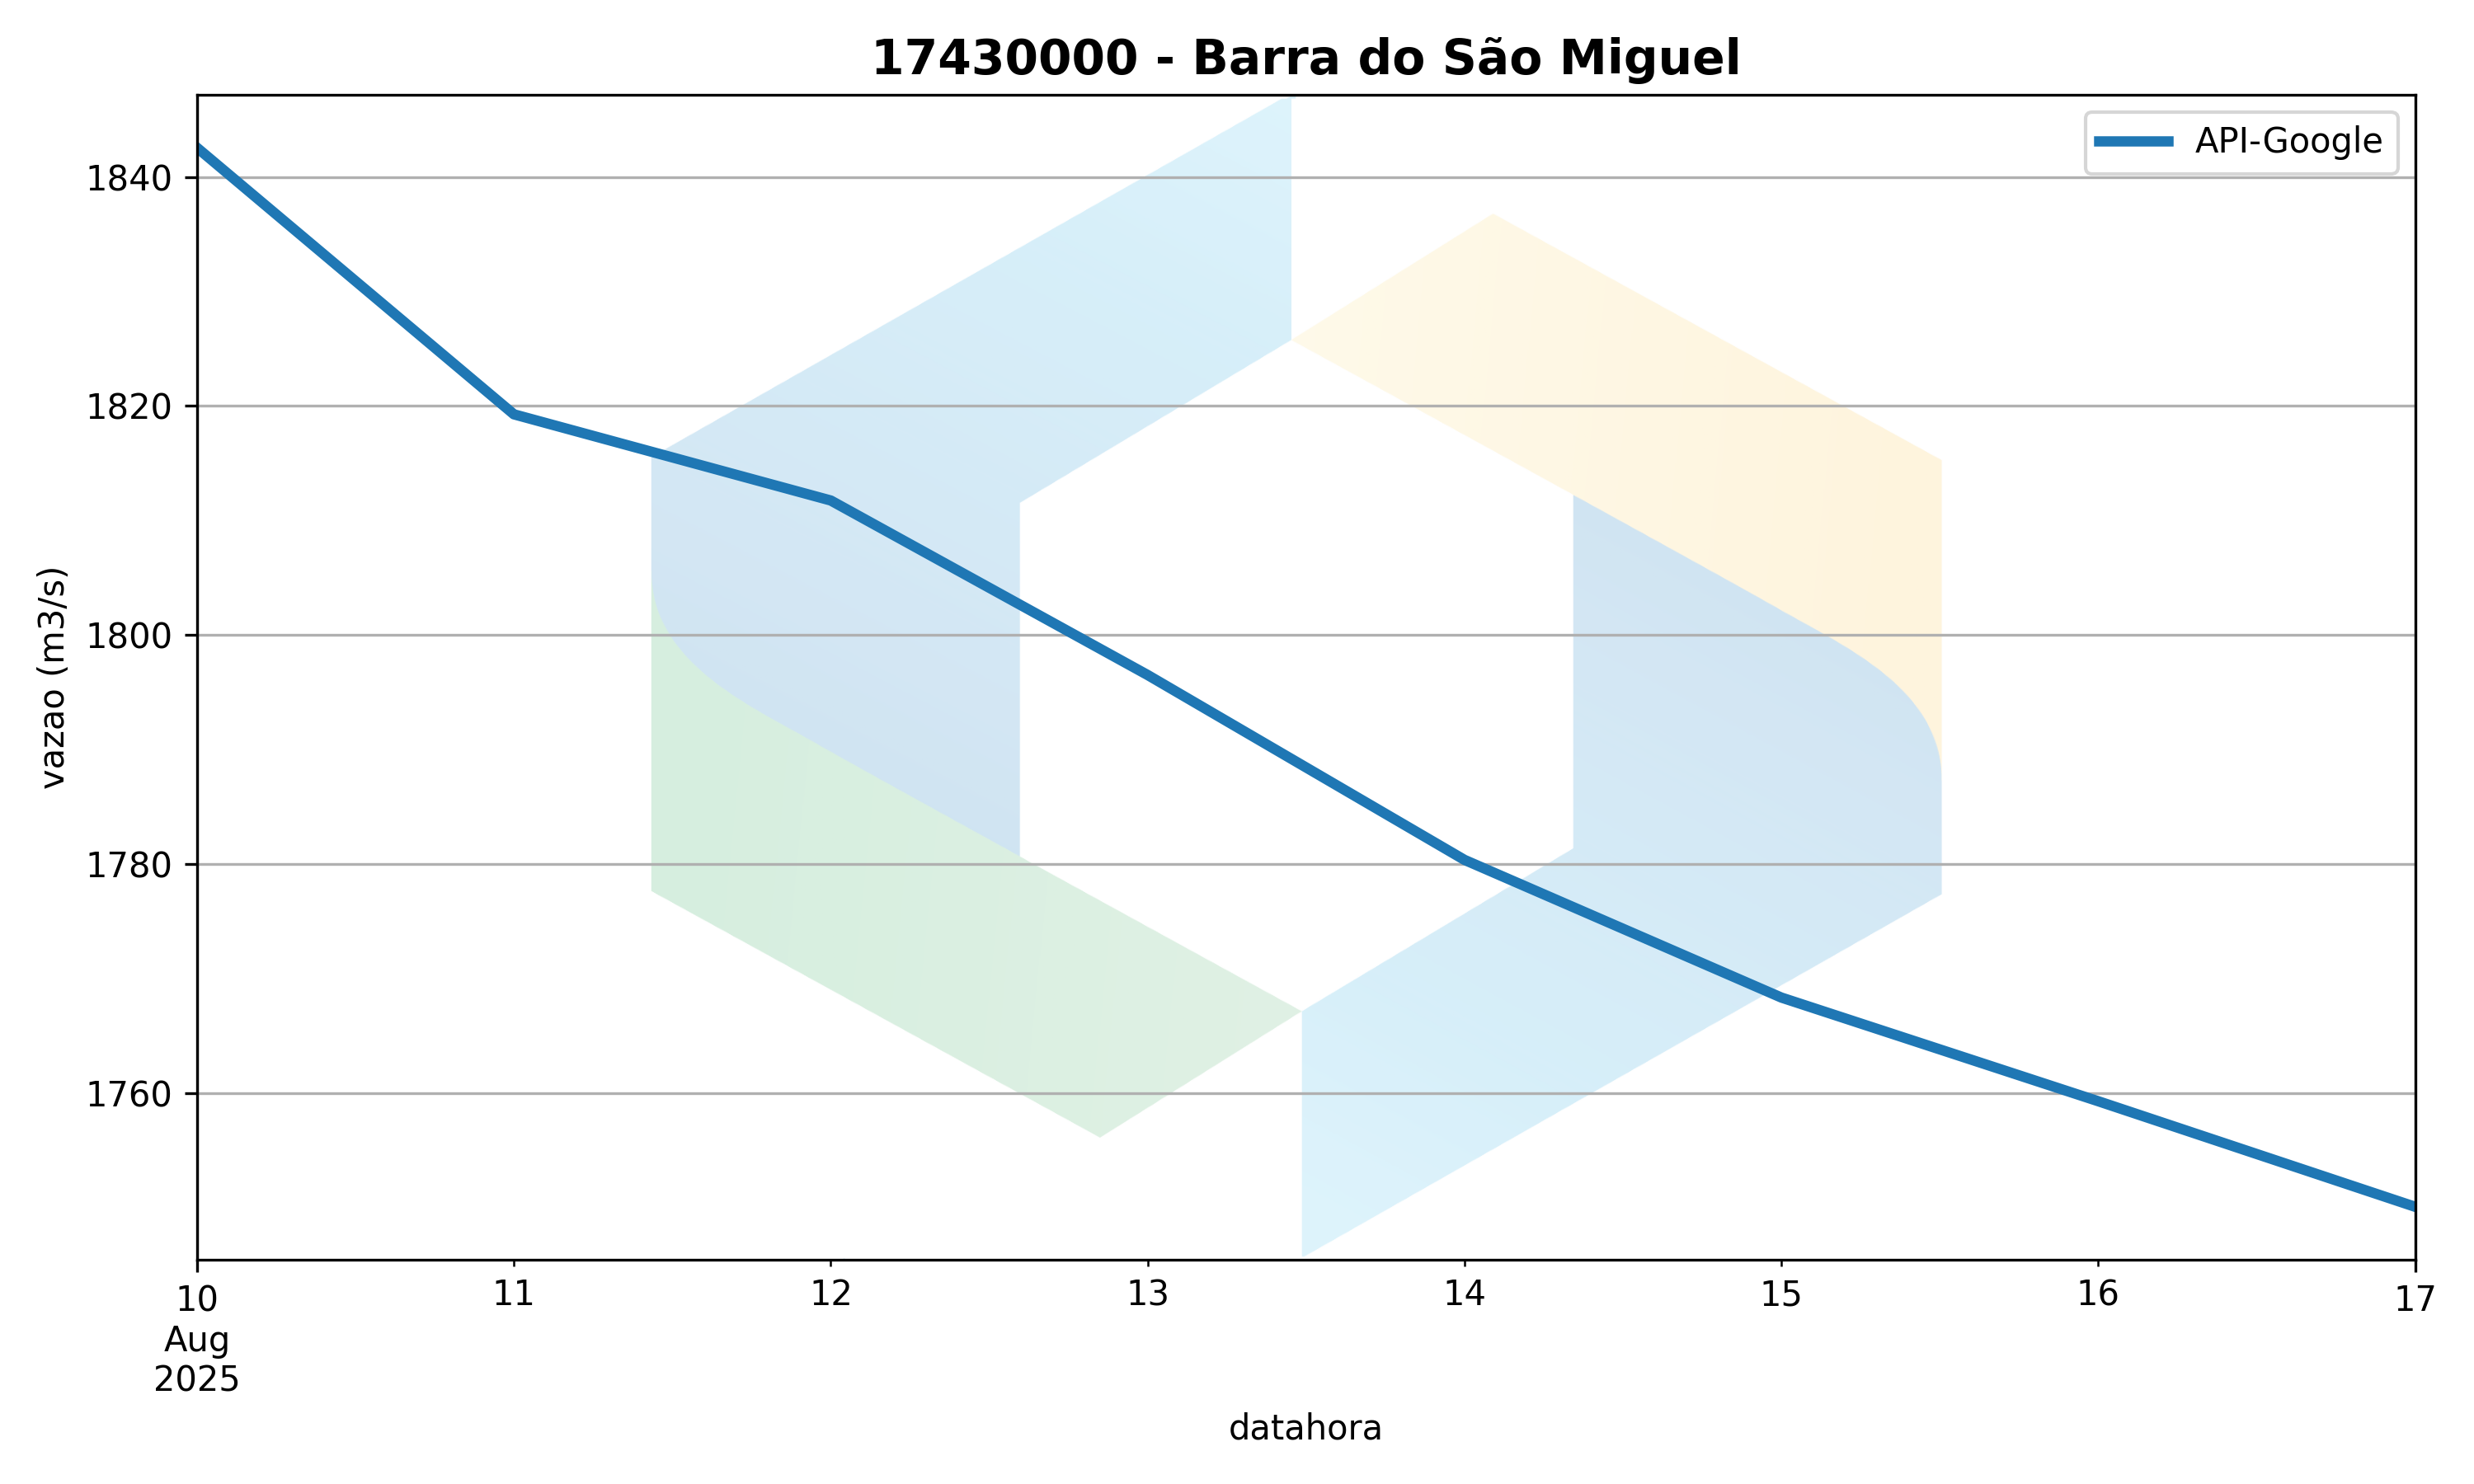 17430000 - Barra do São Miguel
API-Google
vazao (m3/s)
1840
1820
1800
1780
1760
10 11 12 13 14 15 16 17
Aug
2025
datahora